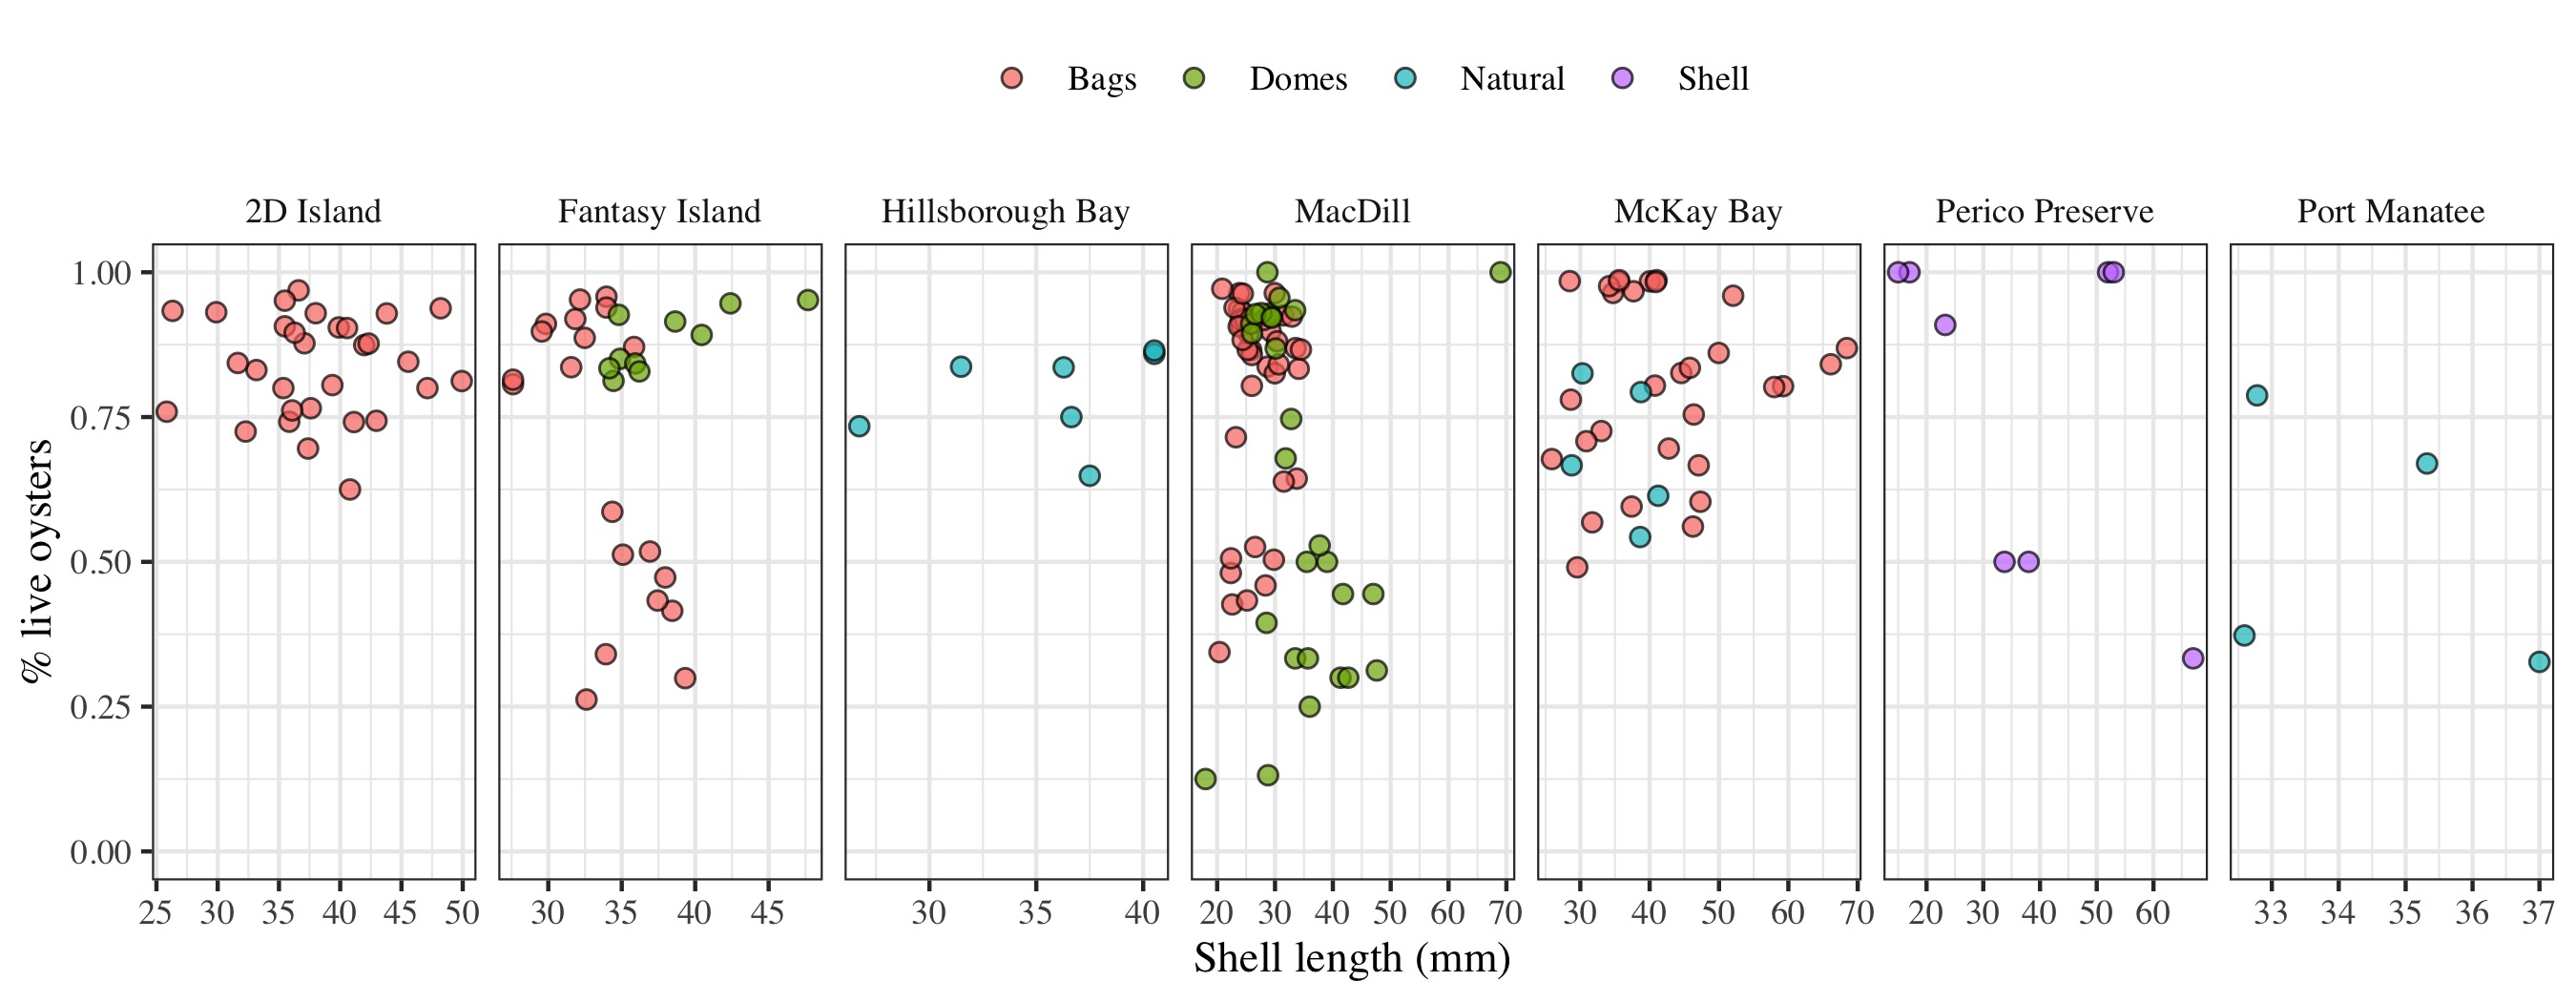 Bags Domes Natural Shell
2D Island Fantasy Island Hillsborough Bay MacDill McKay Bay Perico Preserve Port Manatee
% live oysters
1.00
0.75
0.50
0.25
0.00
25 30 35 40 45 50 30 35 40 45 30 35 40 20 30 40 50 60 70 30 40 50 60 70 20 30 40 50 60 33 34 35 36 37
Shell length (mm)